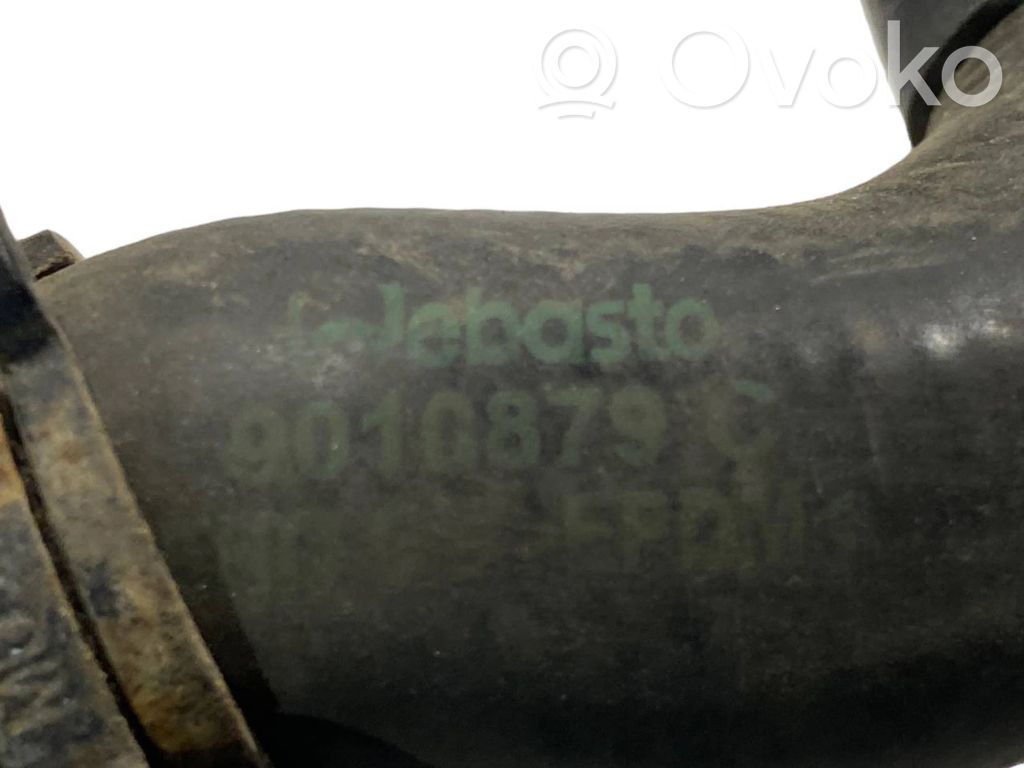 Ovoko
Webasto
9010879 C
EPDM